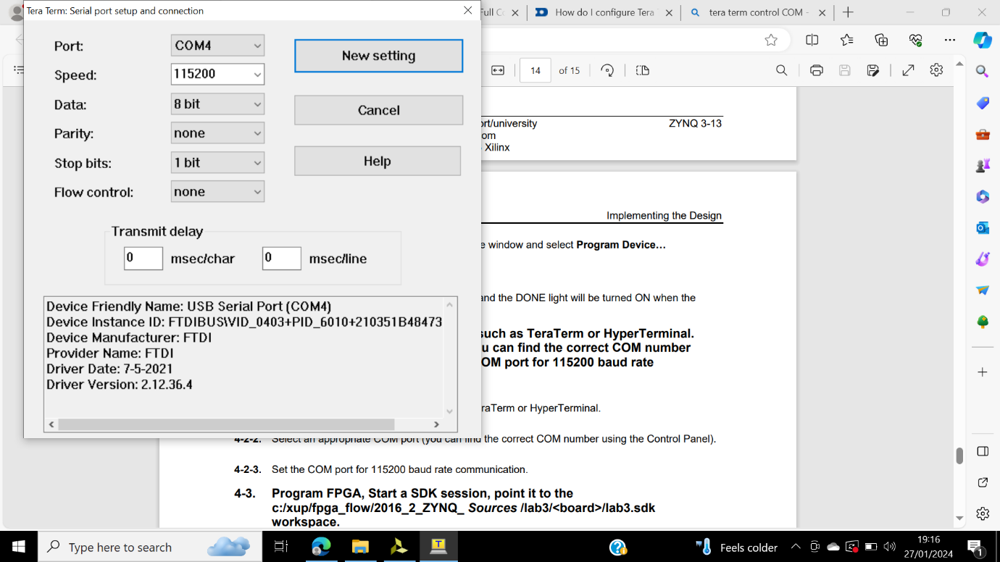 Tera Term: Serial port setup and connection
Port:
COM4
New setting
Speed:
115200
Data:
8 bit
Cancel
Parity:
none
Stop bits:
1 bit
Help
Flow control:
none
Transmit delay
0
msec/char
0
msec/line
Device Friendly Name: USB Serial Port (COM4)
Device Instance ID: FTDIBUS\VID_0403+PID_6010+210351B48473
Device Manufacturer: FTDI
Provider Name: FTDI
Driver Date: 7-5-2021
Driver Version: 2.12.36.4
How do I configure Tera
tera term control COM -
14
of 15
ort/university
ZYNQ 3-13
om
Xilinx
Implementing the Design
e window and select Program Device…
and the DONE light will be turned ON when the
such as TeraTerm or HyperTerminal.
u can find the correct COM number
OM port for 115200 baud rate
raTerm or HyperTerminal.
4-2-2. Select an appropriate COM port (you can find the correct COM number using the Control Panel).
4-2-3. Set the COM port for 115200 baud rate communication.
4-3. Program FPGA, Start a SDK session, point it to the
c:/xup/fpga_flow/2016_2_ZYNQ_ Sources /lab3/<board>/lab3.sdk
workspace.
Type here to search
Feels colder
19:16
27/01/2024
1